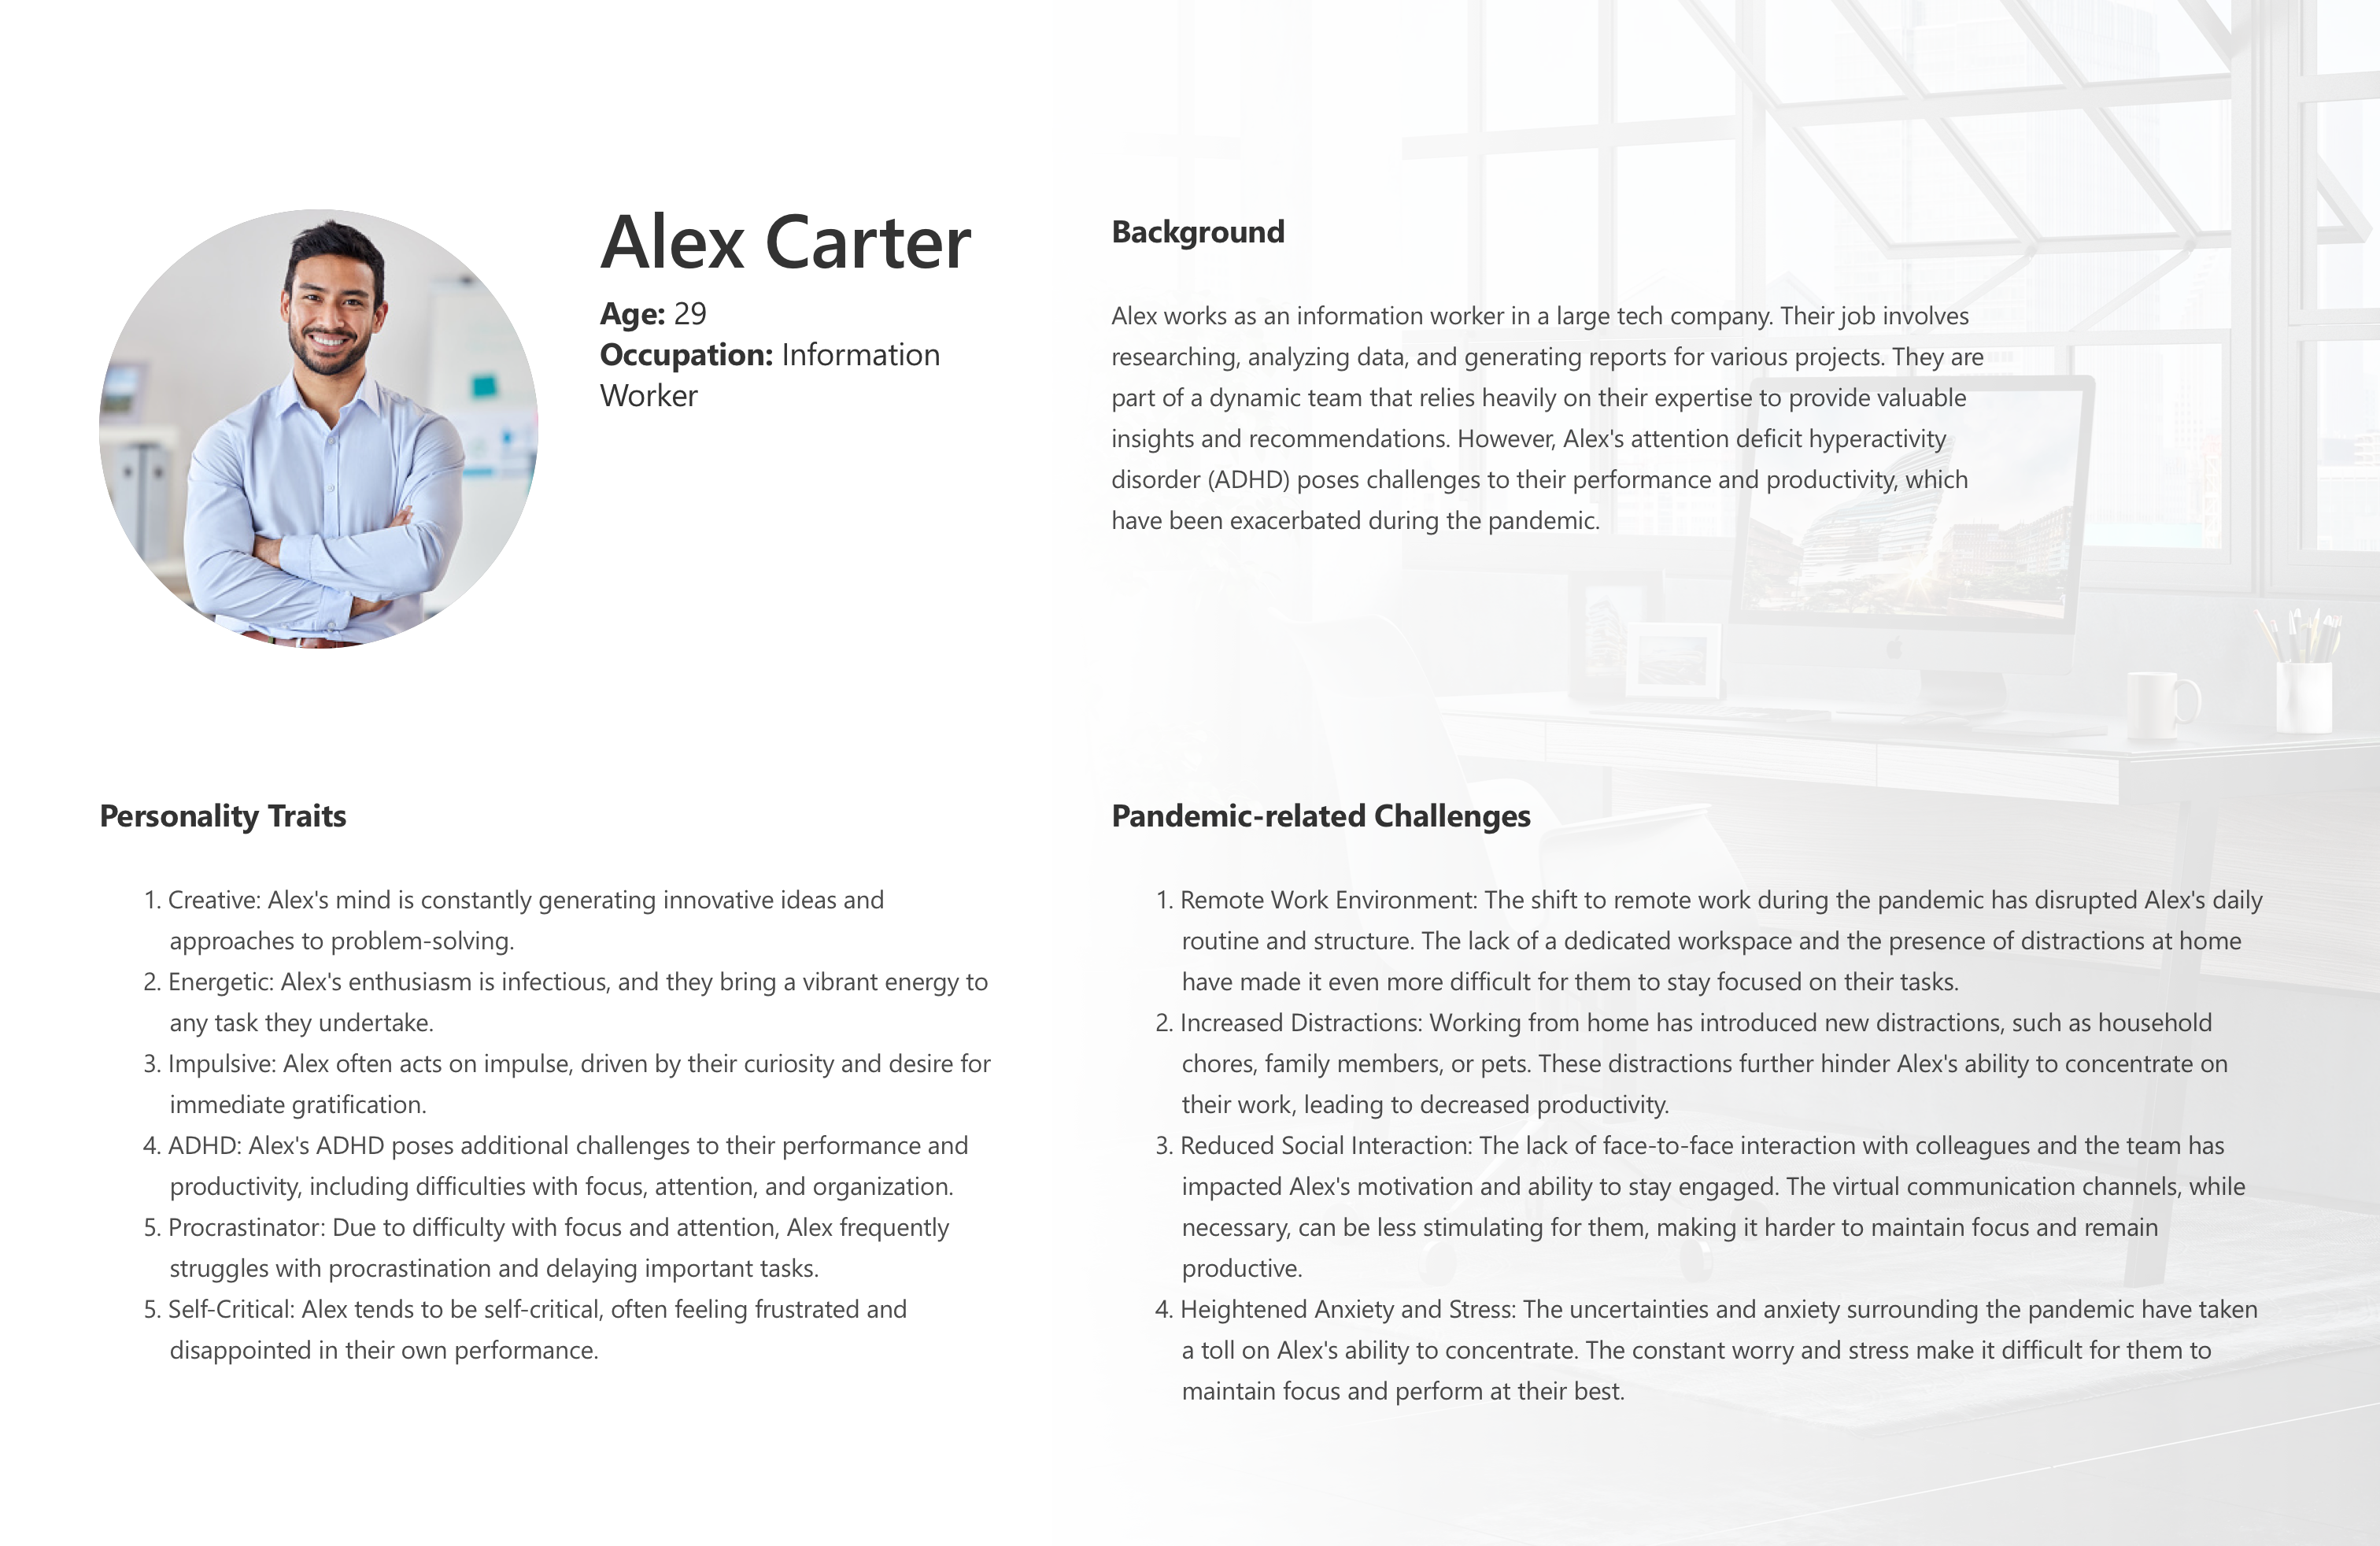 Alex Carter
Age: 29
Occupation: Information
Worker
Background
Alex works as an information worker in a large tech company. Their job involves
researching, analyzing data, and generating reports for various projects. They are
part of a dynamic team that relies heavily on their expertise to provide valuable
insights and recommendations. However, Alex's attention deficit hyperactivity
disorder (ADHD) poses challenges to their performance and productivity, which
have been exacerbated during the pandemic.
Personality Traits
1. Creative: Alex's mind is constantly generating innovative ideas and
approaches to problem-solving.
2. Energetic: Alex's enthusiasm is infectious, and they bring a vibrant energy to
any task they undertake.
3. Impulsive: Alex often acts on impulse, driven by their curiosity and desire for
immediate gratification.
4. ADHD: Alex's ADHD poses additional challenges to their performance and
productivity, including difficulties with focus, attention, and organization.
5. Procrastinator: Due to difficulty with focus and attention, Alex frequently
struggles with procrastination and delaying important tasks.
5. Self-Critical: Alex tends to be self-critical, often feeling frustrated and
disappointed in their own performance.
Pandemic-related Challenges
1. Remote Work Environment: The shift to remote work during the pandemic has disrupted Alex's daily
routine and structure. The lack of a dedicated workspace and the presence of distractions at home
have made it even more difficult for them to stay focused on their tasks.
2. Increased Distractions: Working from home has introduced new distractions, such as household
chores, family members, or pets. These distractions further hinder Alex's ability to concentrate on
their work, leading to decreased productivity.
3. Reduced Social Interaction: The lack of face-to-face interaction with colleagues and the team has
impacted Alex's motivation and ability to stay engaged. The virtual communication channels, while
necessary, can be less stimulating for them, making it harder to maintain focus and remain
productive.
4. Heightened Anxiety and Stress: The uncertainties and anxiety surrounding the pandemic have taken
a toll on Alex's ability to concentrate. The constant worry and stress make it difficult for them to
maintain focus and perform at their best.